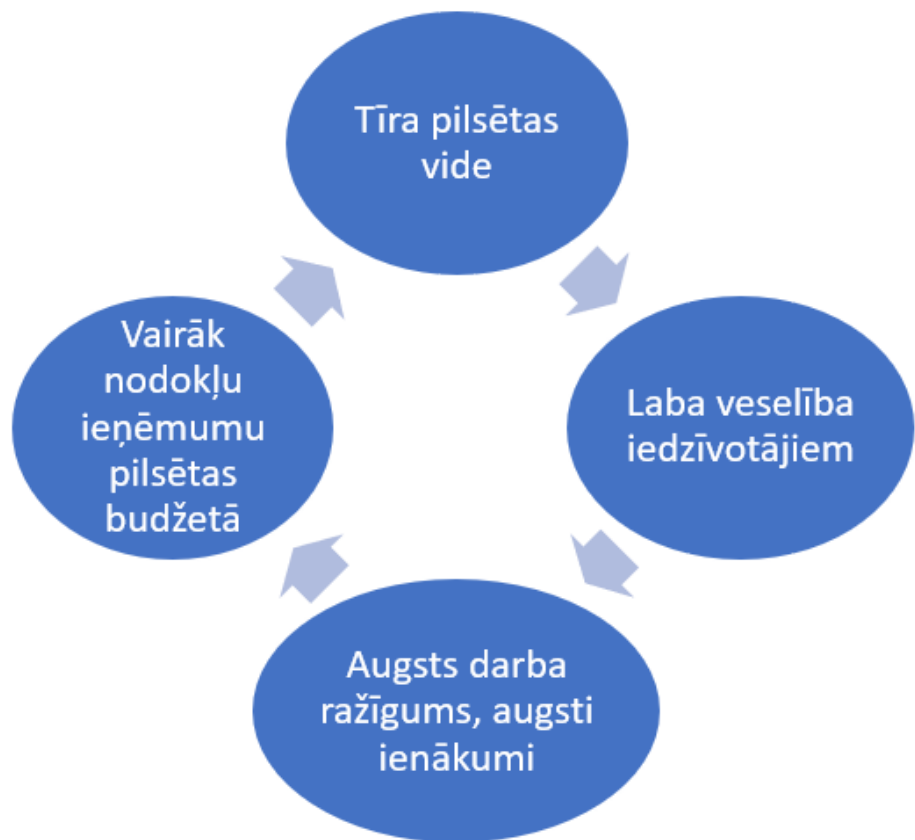 Tīra pilsētas
vide
Laba veselība
iedzīvotājiem
Augsts darba
ražīgums, augsti
ienākumi
Vairāk
nodokļu
ieņēmumu
pilsētas
budžetā